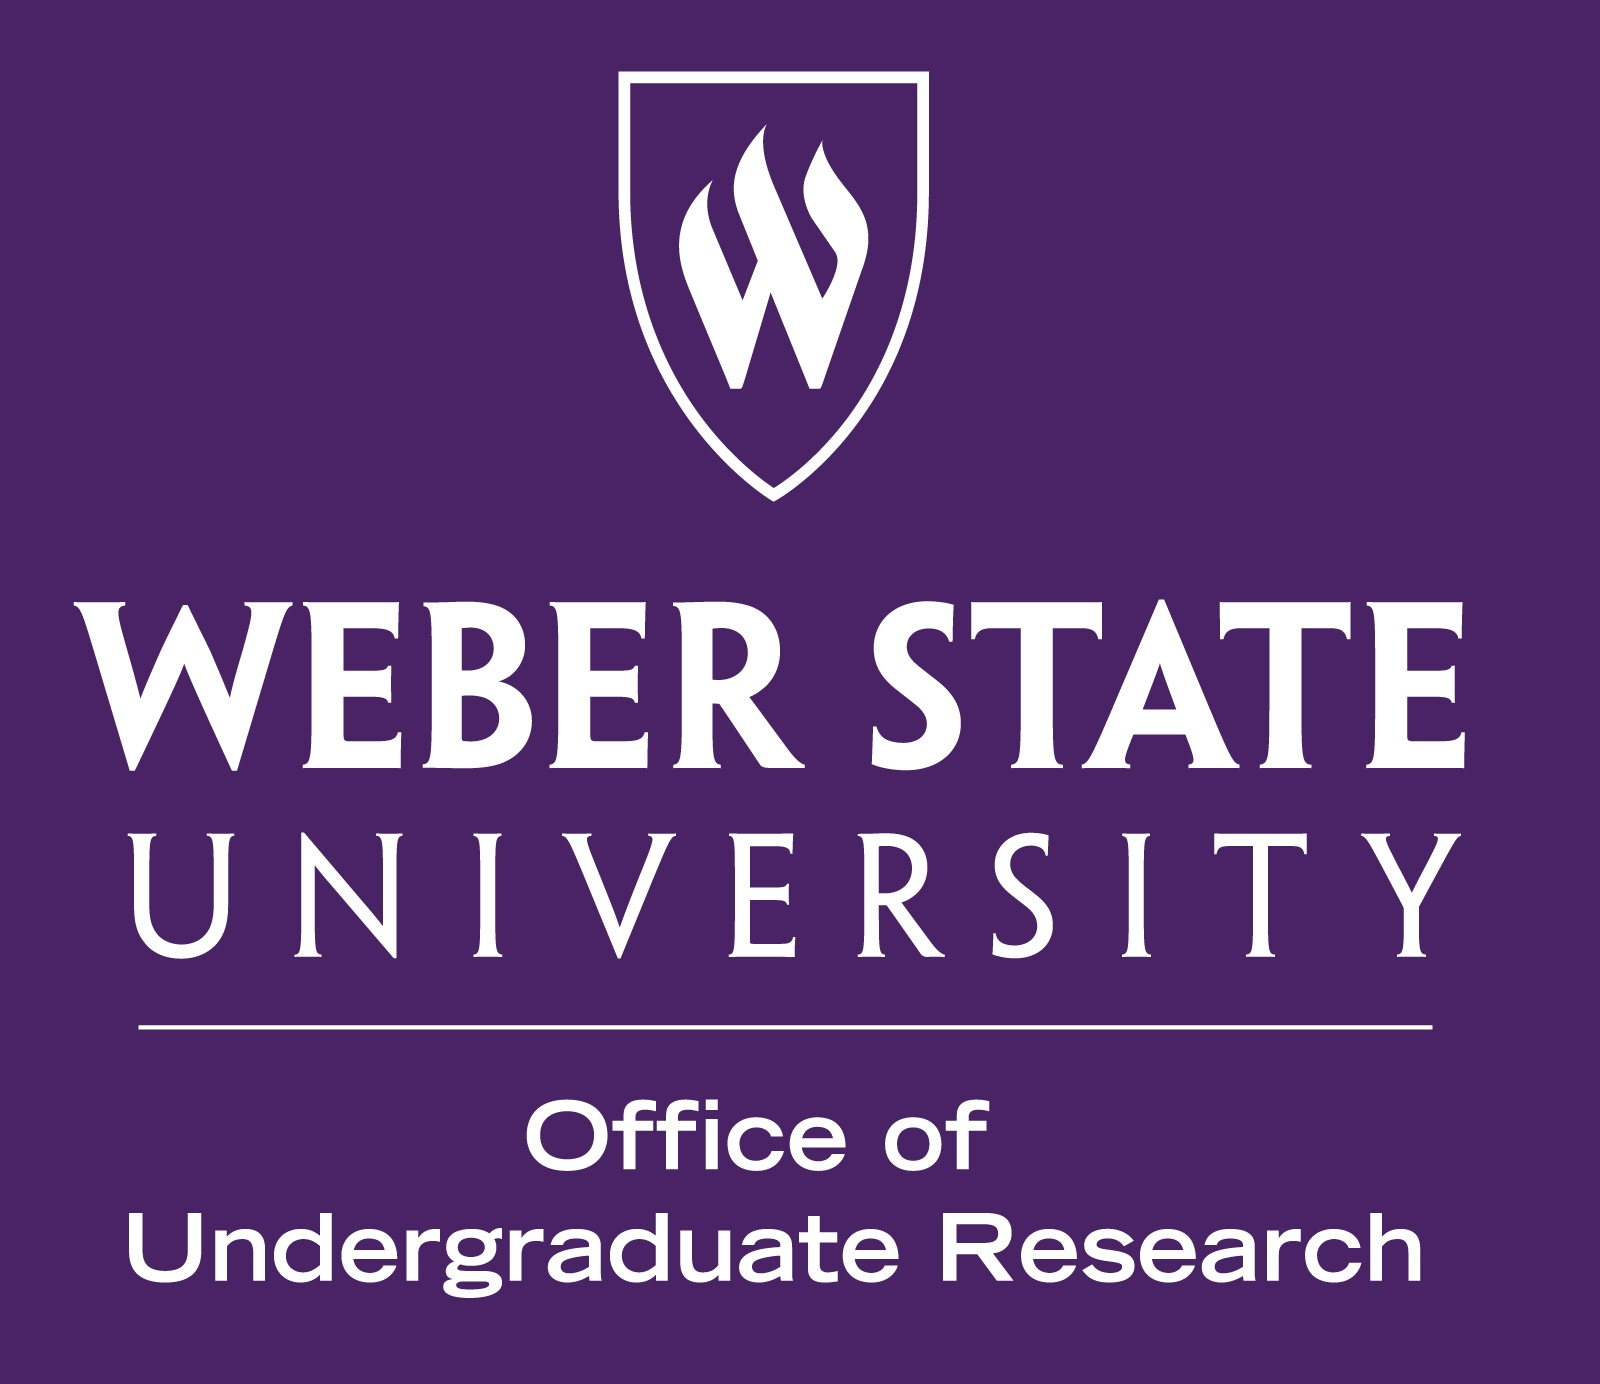 W
WEBER STATE
UNIVERSITY
Office of
Undergraduate Research